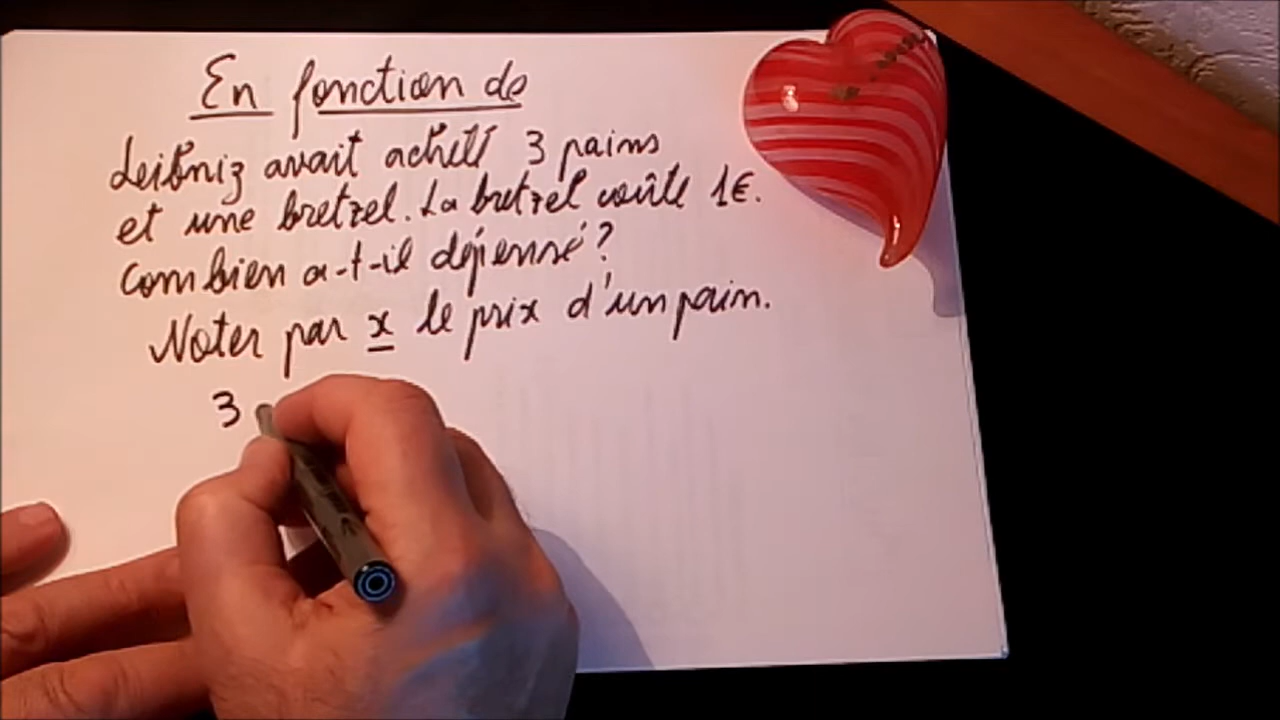 En fonction de
Leibniz avait acheté 3 pains
et une bretzel. La bretzel coûte 1€.
Combien a-t-il dépensé?
Noter par x le prix d'un pain.
3